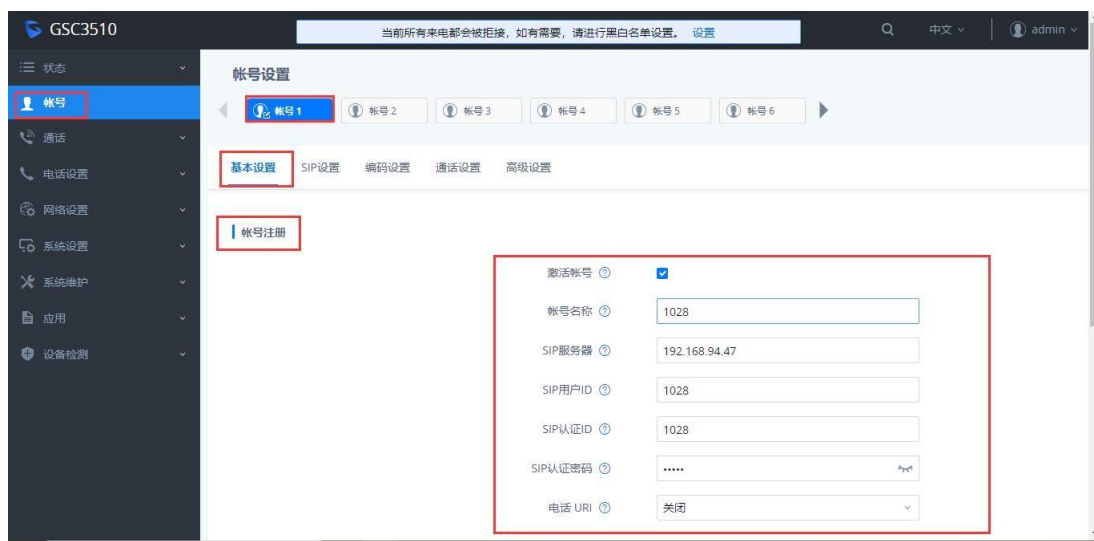 GSC3510
当前所有来电都会被拒接，如有需要，请进行黑白名单设置。 设置
中文
admin
状态
帐号
通话
电话设置
网络设置
系统设置
系统维护
应用
设备检测
帐号设置
帐号1 帐号2 帐号3 帐号4 帐号5 帐号6
基本设置 SIP设置 编码设置 通话设置 高级设置
帐号注册
激活帐号
帐号名称 1028
SIP服务器 192.168.94.47
SIP用户ID 1028
SIP认证ID 1028
SIP认证密码 •••••
电话 URI 关闭